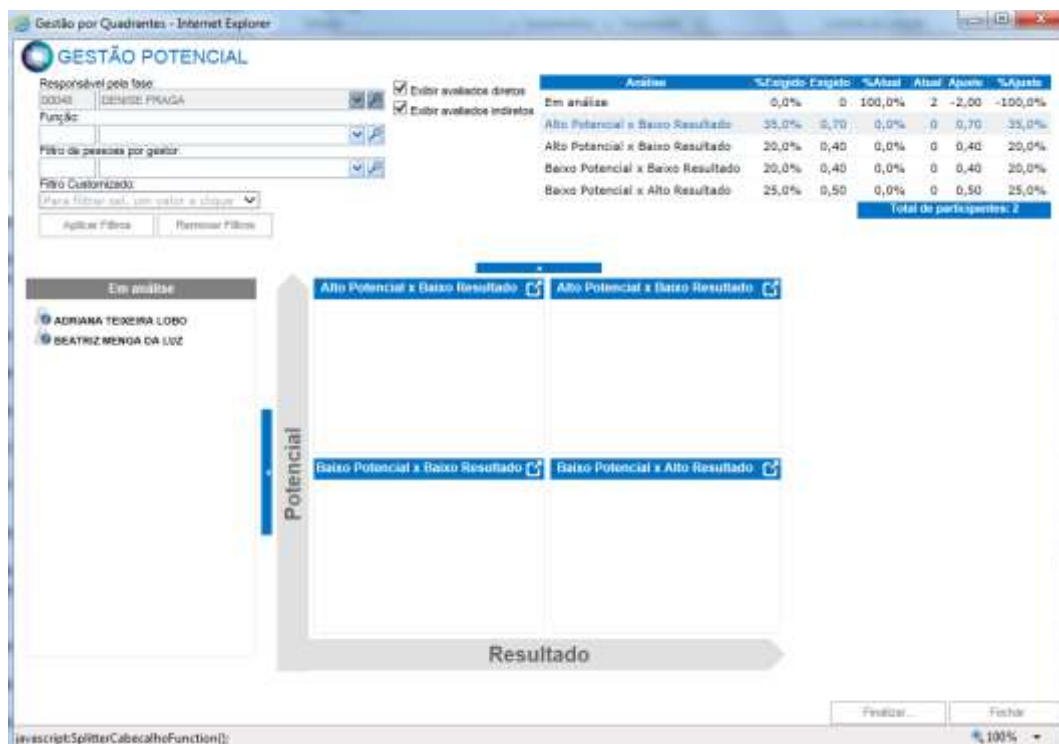 Gestão por Quadrantes - Internet Explorer
GESTÃO POTENCIAL
Responsável pela fase:
00048 DENISE FRAGA
Função:
Filtro de pessoas por gestor:
Filtro Customizado:
Para filtrar sel. um valor e clique
Aplicar Filtros Remover Filtros
Exibir avaliados diretos
Exibir avaliados indiretos
Análise %Exigido Exigido %Atual Atual Ajuste %Ajuste
Em análise 0,0% 0 100,0% 2 -2,00 -100,0%
Alto Potencial x Baixo Resultado 35,0% 0,70 0,0% 0 0,70 35,0%
Alto Potencial x Baixo Resultado 20,0% 0,40 0,0% 0 0,40 20,0%
Baixo Potencial x Baixo Resultado 20,0% 0,40 0,0% 0 0,40 20,0%
Baixo Potencial x Alto Resultado 25,0% 0,50 0,0% 0 0,50 25,0%
Total de participantes: 2
Em análise
ADRIANA TEIXEIRA LOBO
BEATRIZ MENGA DA LUZ
Potencial
Alto Potencial x Baixo Resultado
Alto Potencial x Baixo Resultado
Baixo Potencial x Baixo Resultado
Baixo Potencial x Alto Resultado
Resultado
Finalizar... Fechar
javascript:SplitterCabecalhoFunction();
100%